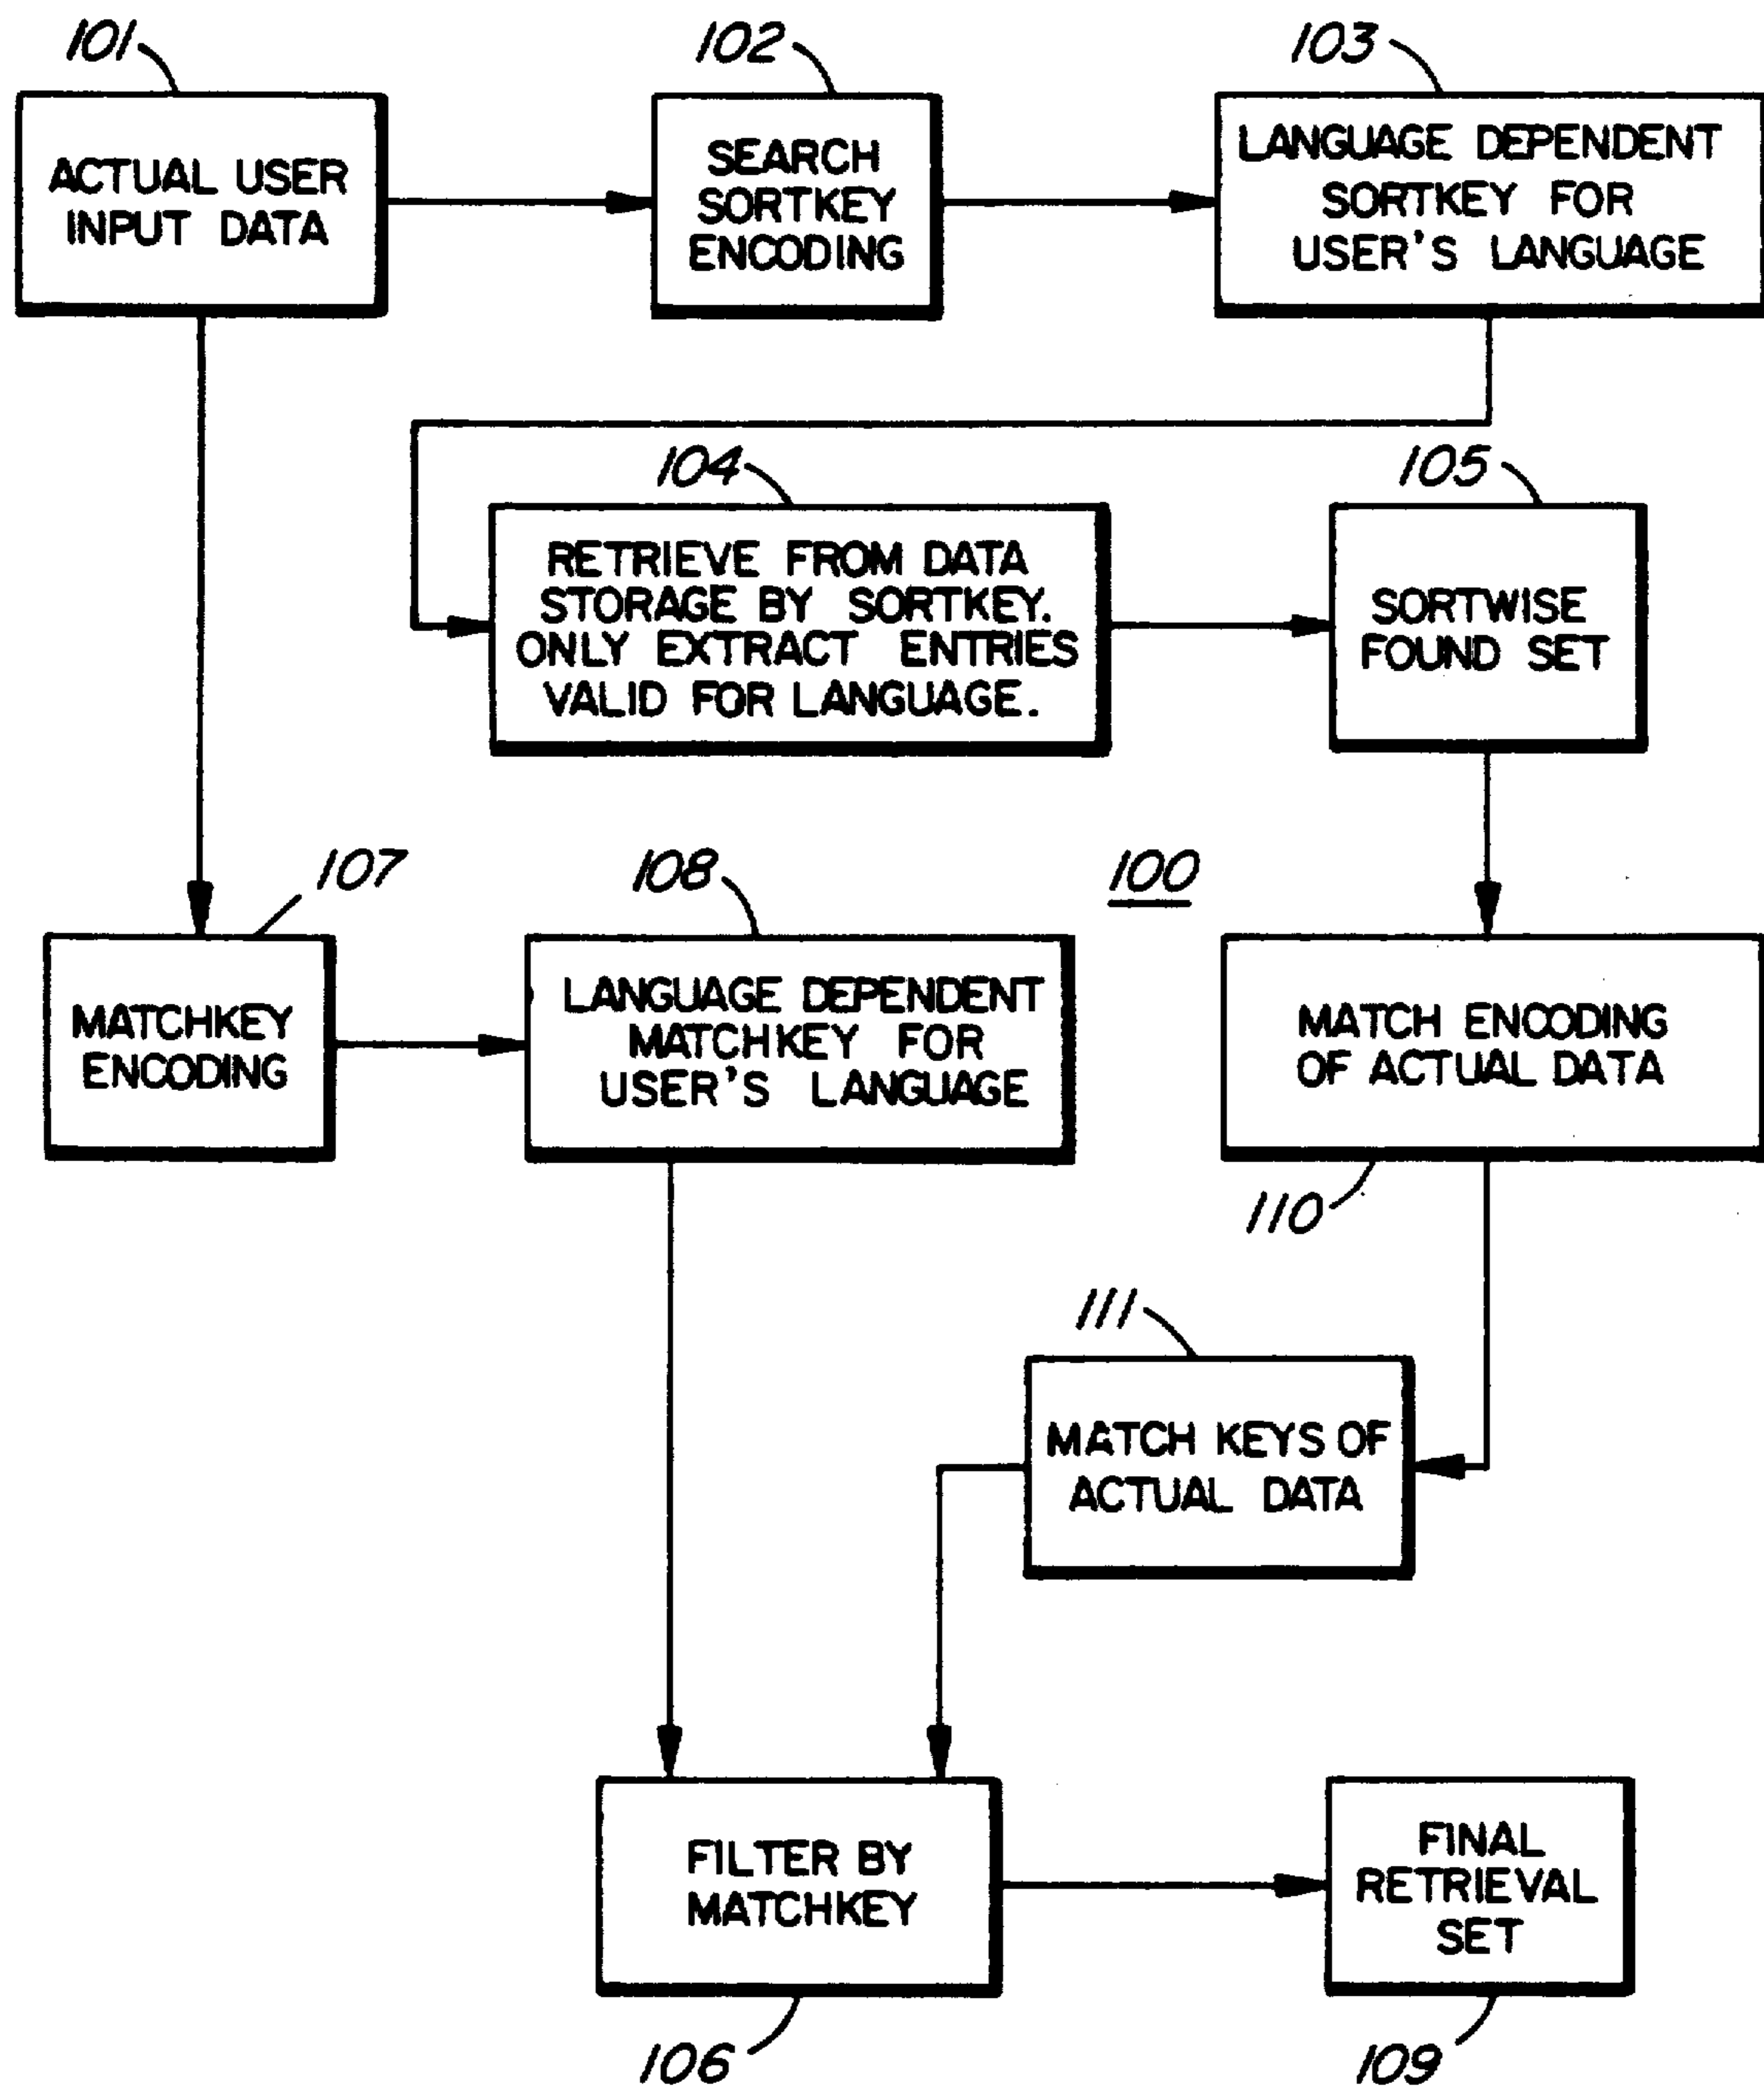 101
102
103
ACTUAL USER
INPUT DATA
SEARCH
SORTKEY
ENCODING
LANGUAGE DEPENDENT
SORTKEY FOR
USER'S LANGUAGE
104
105
RETRIEVE FROM DATA
STORAGE BY SORTKEY.
ONLY EXTRACT ENTRIES
VALID FOR LANGUAGE.
SORTWISE
FOUND SET
107
108
100
MATCHKEY
ENCODING
LANGUAGE DEPENDENT
MATCHKEY FOR
USER'S LANGUAGE
MATCH ENCODING
OF ACTUAL DATA
110
111
MATCH KEYS OF
ACTUAL DATA
FILTER BY
MATCHKEY
FINAL
RETRIEVAL
SET
106
109